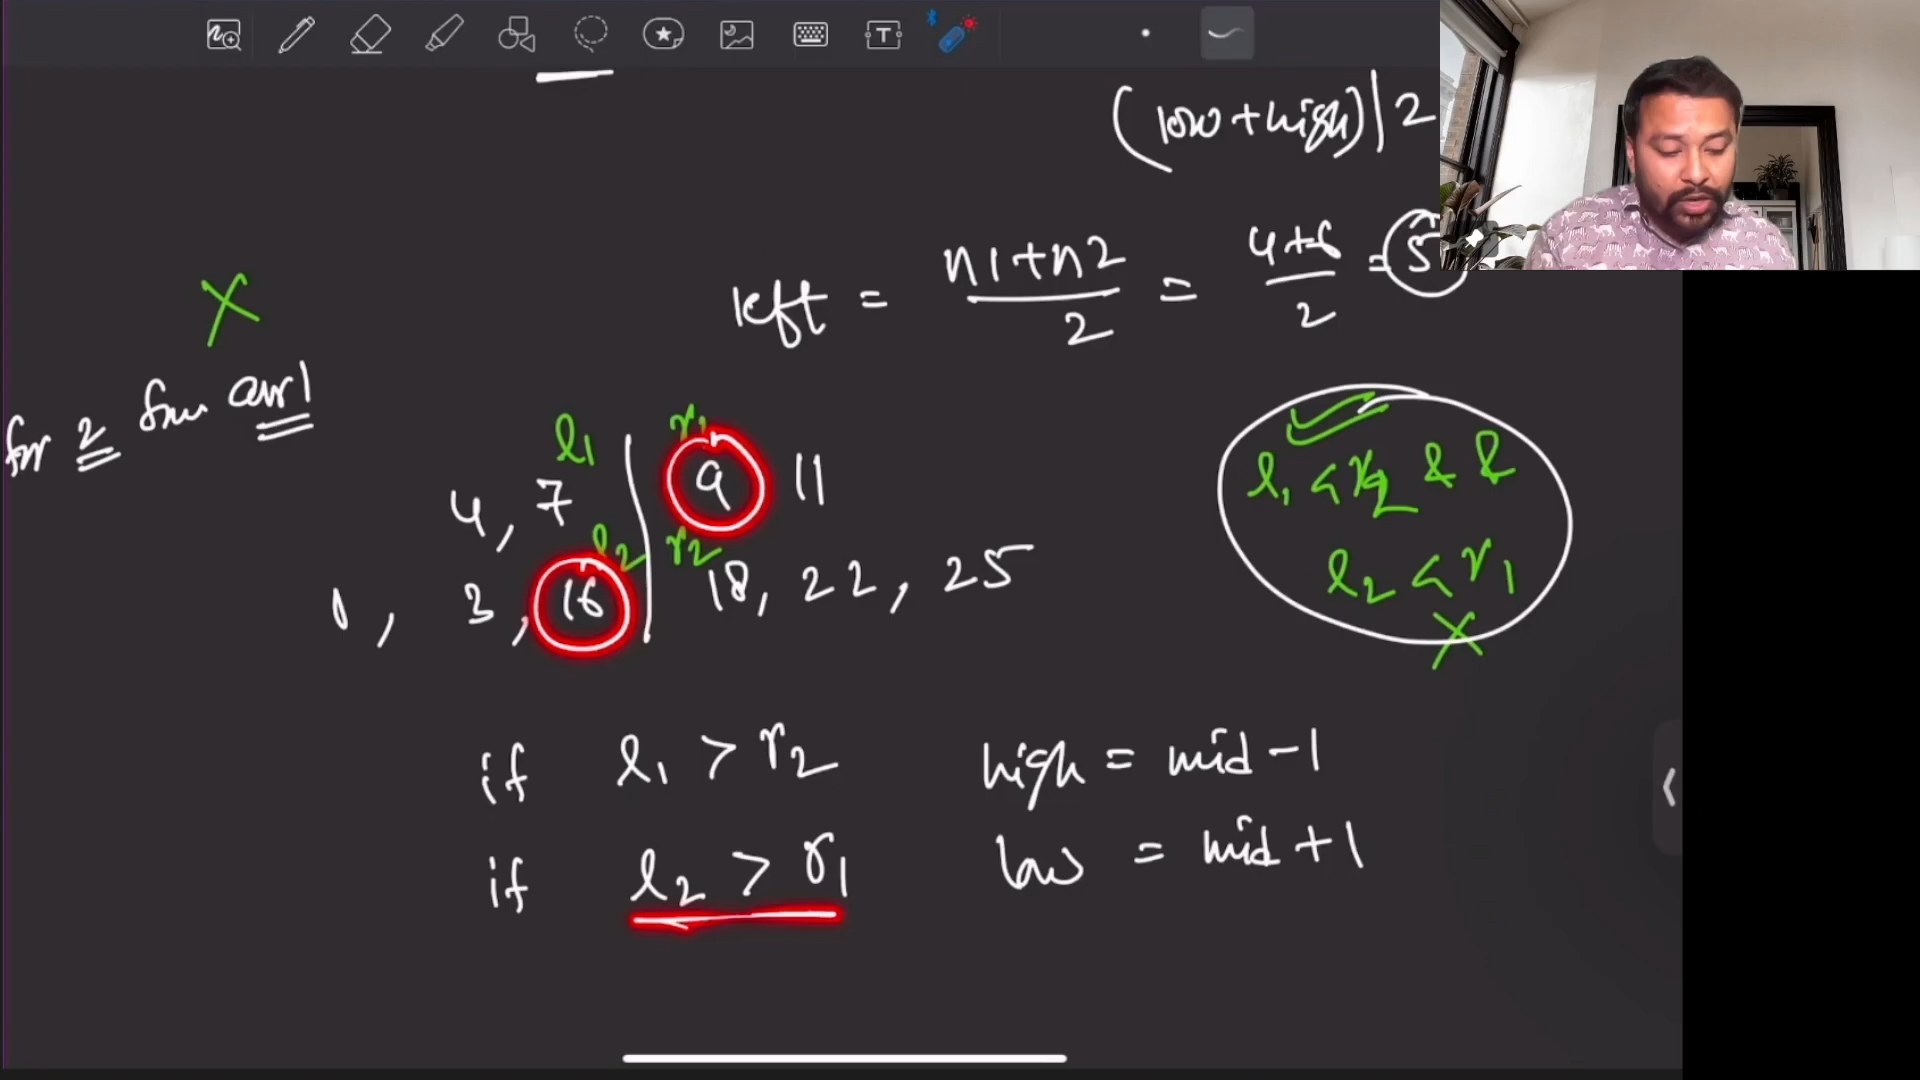 (low + high) | 2
left = n1+n2 / 2 = 4+6 / 2 = 5
X
for 2 from arr1
l1 r1
4, 7 | 9 11
l2 r2
1, 3, 16 | 18, 22, 25
l1 < r2 &&
l2 < r1
X
if l1 > r2 high = mid - 1
if l2 > r1 low = mid + 1